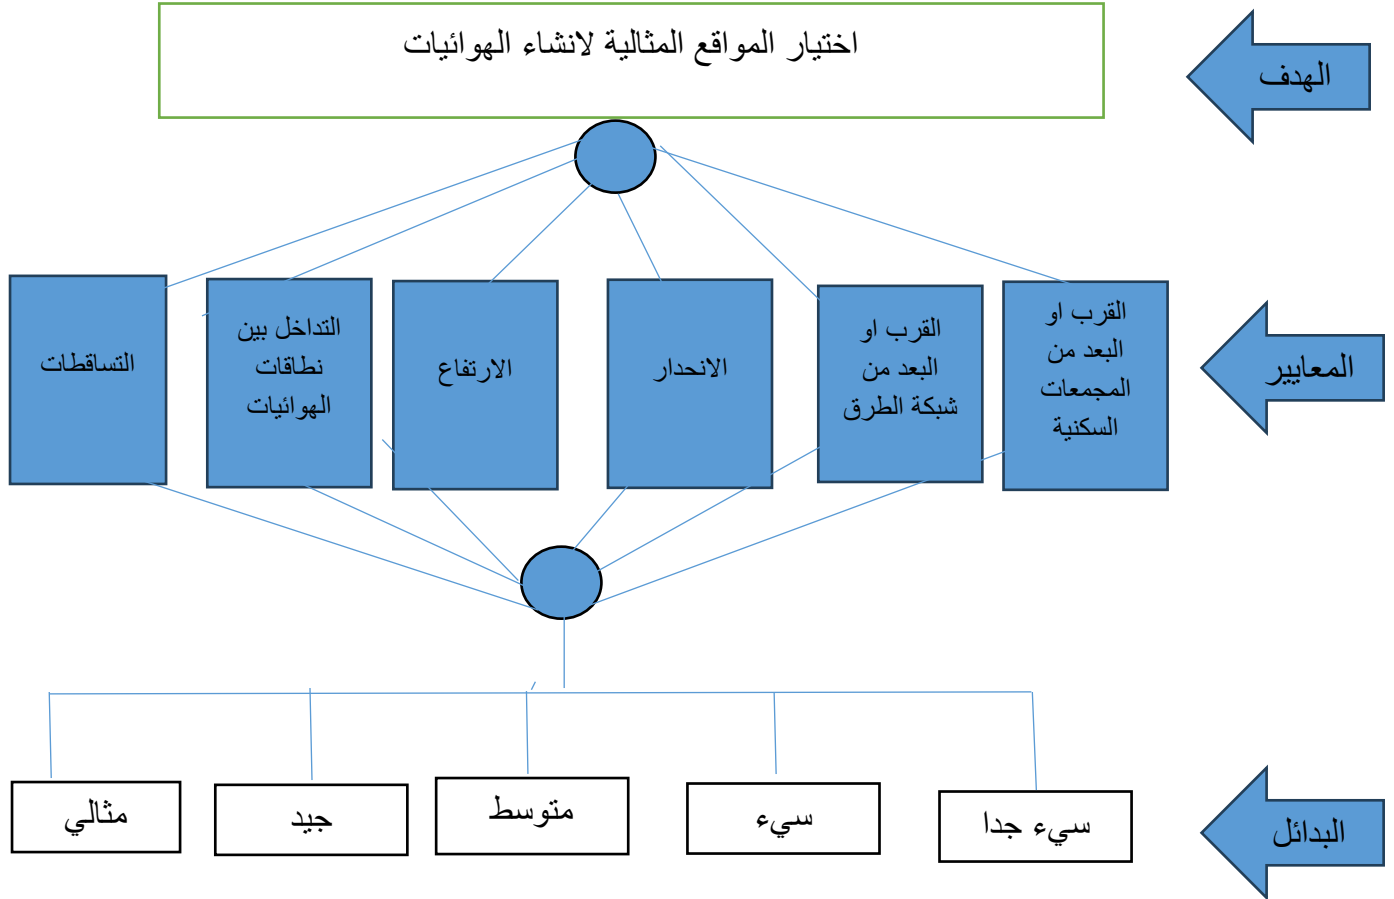 اختيار المواقع المثالية لانشاء الهوائيات
الهدف
القرب او
البعد من
المجمعات
السكنية
القرب او
البعد من
شبكة الطرق
الانحدار
الارتفاع
التداخل بين
نطاقات
الهوائيات
التساقطات
المعايير
سيء جدا
سيء
متوسط
جيد
مثالي
البدائل